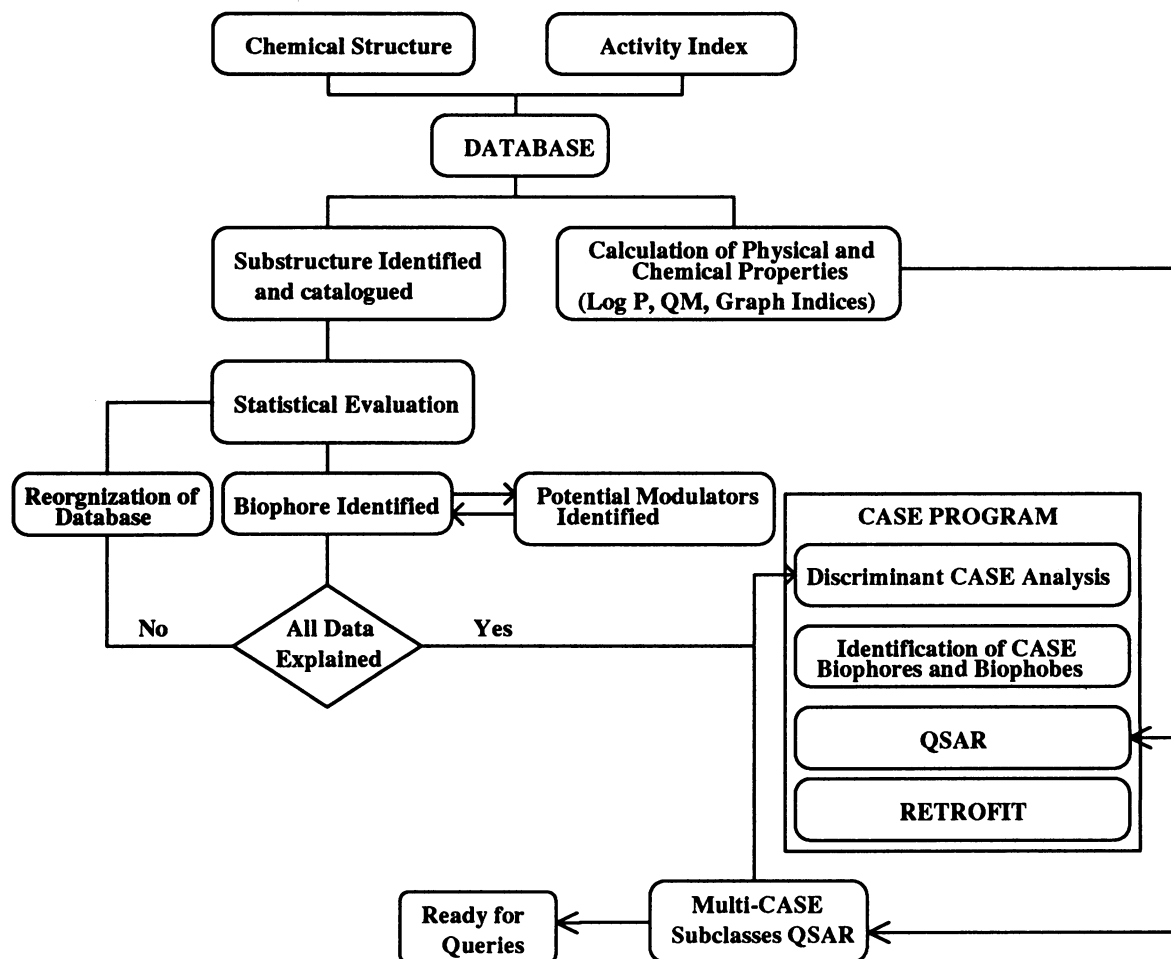 Chemical Structure
Activity Index
DATABASE
Substructure Identified
and catalogued
Calculation of Physical and
Chemical Properties
(Log P, QM, Graph Indices)
Statistical Evaluation
Reorgnization of
Database
Biophore Identified
Potential Modulators
Identified
CASE PROGRAM
Discriminant CASE Analysis
No
All Data
Explained
Yes
Identification of CASE
Biophores and Biophobes
QSAR
RETROFIT
Ready for
Queries
Multi-CASE
Subclasses QSAR